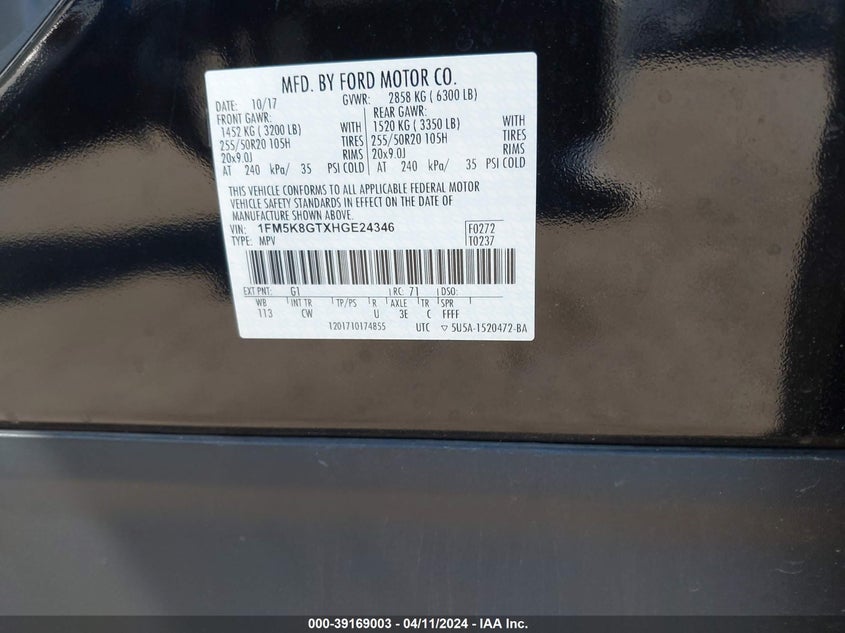 MFD. BY FORD MOTOR CO.
DATE: 10/17 GVWR: 2858 KG ( 6300 LB)
FRONT GAWR: REAR GAWR:
1452 KG ( 3200 LB) WITH 1520 KG ( 3350 LB) WITH
255/50R20 105H TIRES 255/50R20 105H TIRES
20x9.0J RIMS 20x9.0J RIMS
AT 240 kPa/ 35 PSI COLD AT 240 kPa/ 35 PSI COLD
THIS VEHICLE CONFORMS TO ALL APPLICABLE FEDERAL MOTOR
VEHICLE SAFETY STANDARDS IN EFFECT ON THE DATE OF
MANUFACTURE SHOWN ABOVE.
VIN: 1FM5K8GTXHGE24346 F0272
TYPE: MPV T0237
EXT PNT: G1 RC: 71 DSO:
WB INT TR TP/PS R AXLE TR SPR
113 CW U 3E C FFFF
1201710174855 UTC ▽ 5U5A-1520472-BA
000-39169003 - 04/11/2024 - IAA Inc.